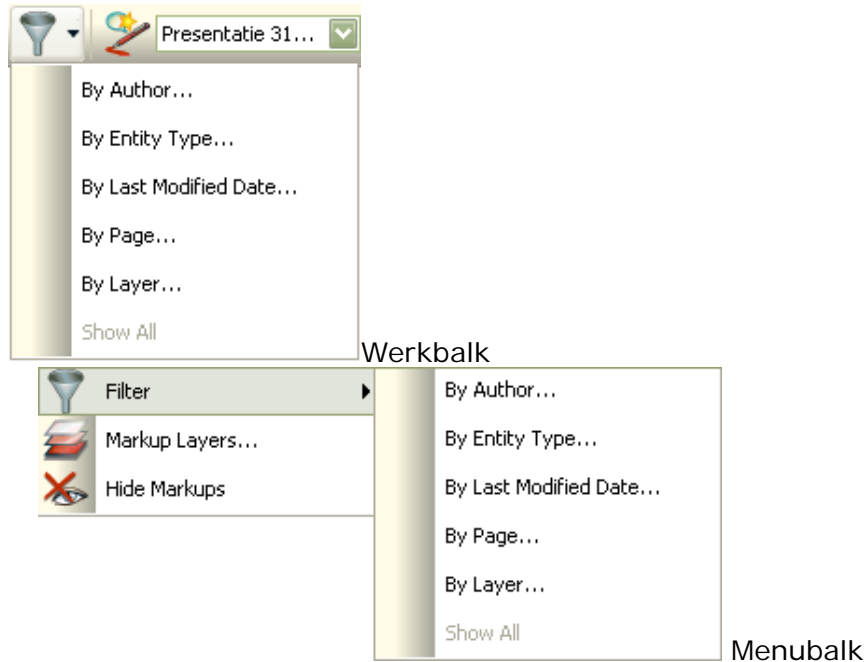 Presentatie 31...
By Author...
By Entity Type...
By Last Modified Date...
By Page...
By Layer...
Show All
Werkbalk
Filter
Markup Layers...
Hide Markups
By Author...
By Entity Type...
By Last Modified Date...
By Page...
By Layer...
Show All
Menubalk